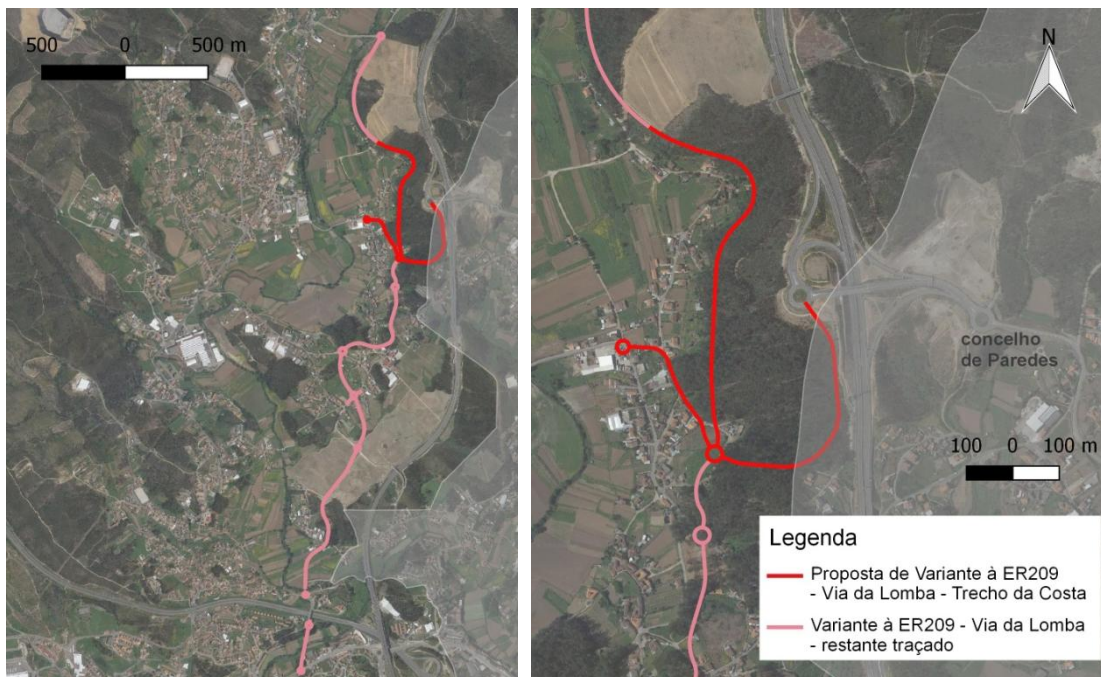 500 0 500 m
N
concelho
de Paredes
100 0 100 m
Legenda
Proposta de Variante à ER209
- Via da Lomba - Trecho da Costa
Variante à ER209 - Via da Lomba
- restante traçado